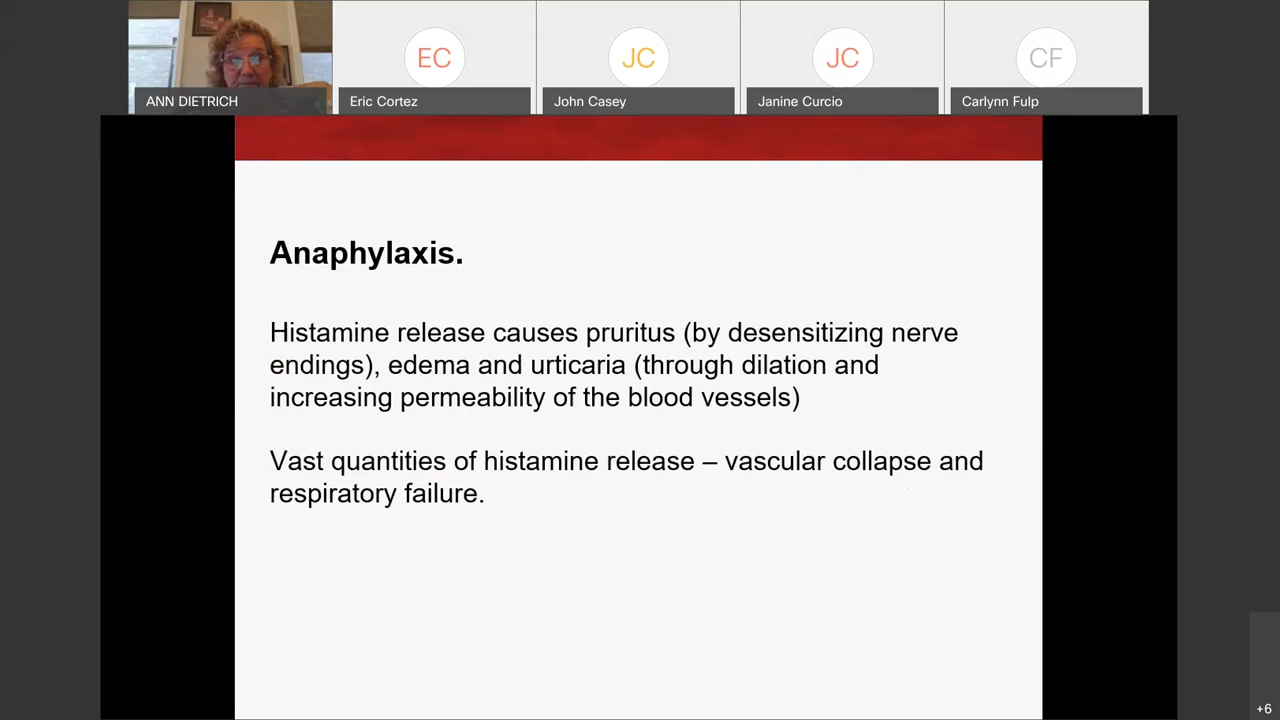 ANN DIETRICH
EC
Eric Cortez
JC
John Casey
JC
Janine Curcio
CF
Carlynn Fulp
Anaphylaxis.
Histamine release causes pruritus (by desensitizing nerve
endings), edema and urticaria (through dilation and
increasing permeability of the blood vessels)
Vast quantities of histamine release – vascular collapse and
respiratory failure.
+6